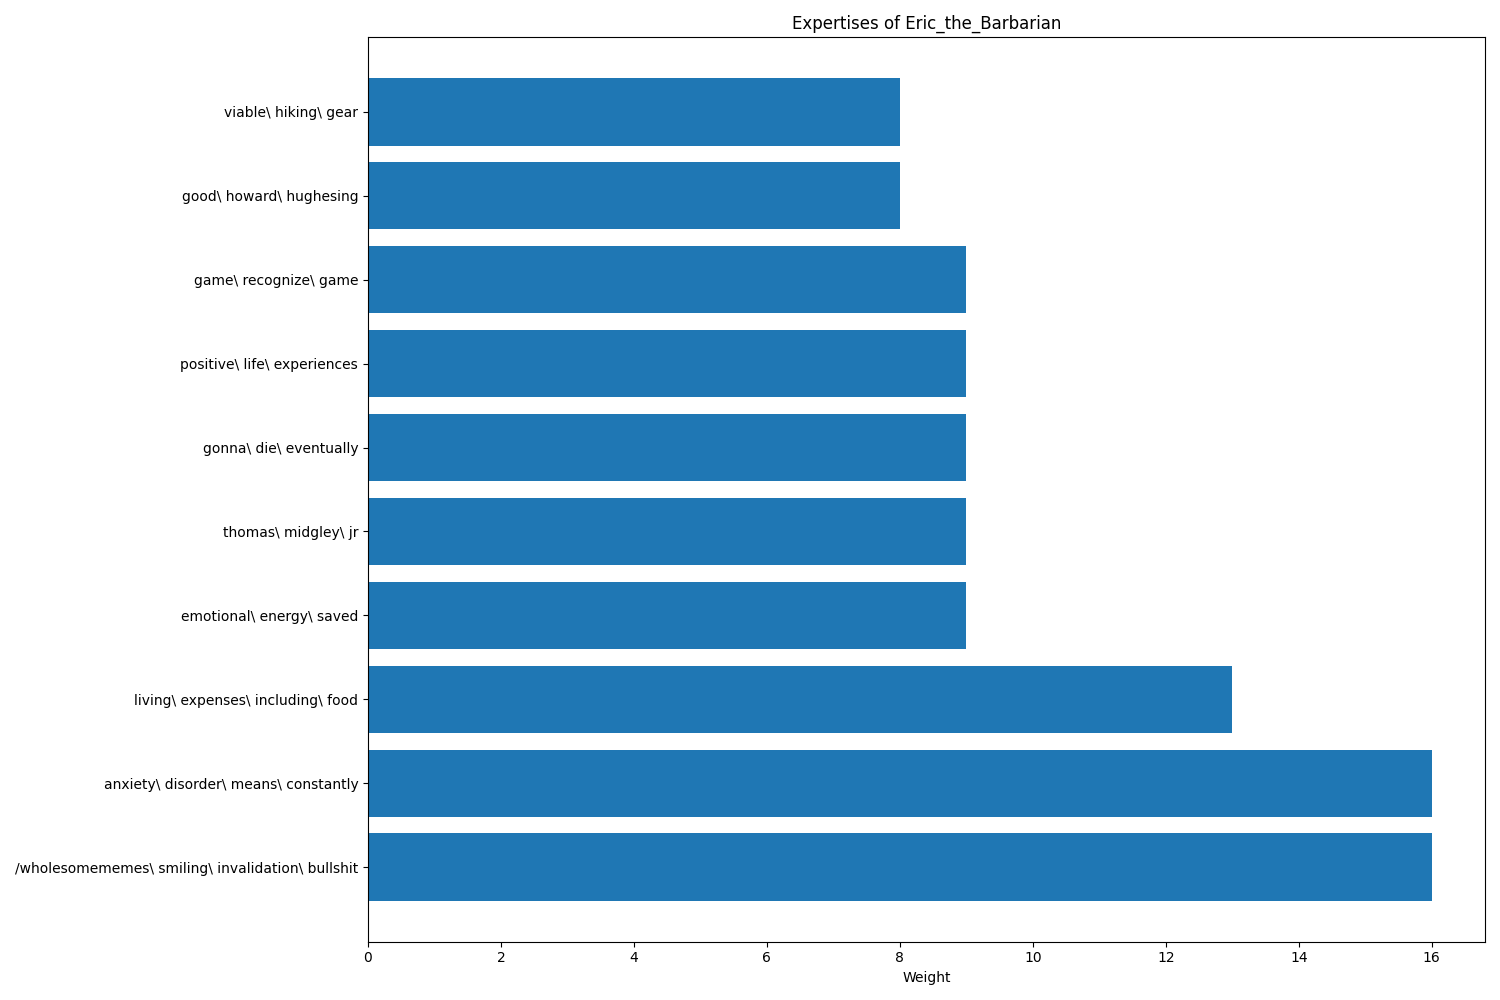 Expertises of Eric_the_Barbarian
viable\ hiking\ gear
good\ howard\ hughesing
game\ recognize\ game
positive\ life\ experiences
gonna\ die\ eventually
thomas\ midgley\ jr
emotional\ energy\ saved
living\ expenses\ including\ food
anxiety\ disorder\ means\ constantly
/wholesomememes\ smiling\ invalidation\ bullshit
0 2 4 6 8 10 12 14 16
Weight